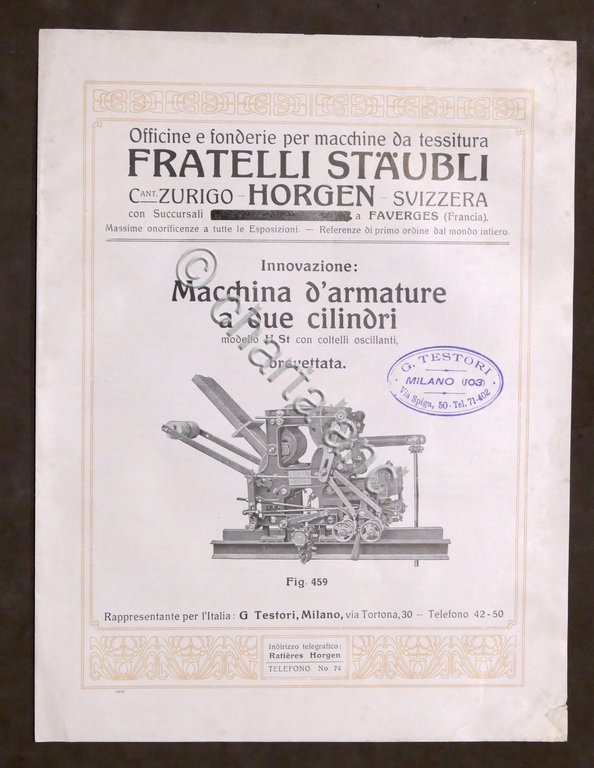 Officine e fonderie per macchine da tessitura
FRATELLI STÄUBLI
CANT. ZURIGO - HORGEN - SVIZZERA
con Succursali a FAVERGES (Francia).
Massime onorificenze a tutte le Esposizioni. — Referenze di primo ordine dal mondo intiero.
Innovazione:
Macchina d'armature
a due cilindri
modello H St con coltelli oscillanti,
brevettata.
G. TESTORI
MILANO (103)
Via Spiga, 50 - Tel. 71-402
Fig. 459
Rappresentante per l'Italia: G Testori, Milano, via Tortona, 30 — Telefono 42-50
Indirizzo telegrafico:
Ratières Horgen
TELEFONO No. 74
© chartaland